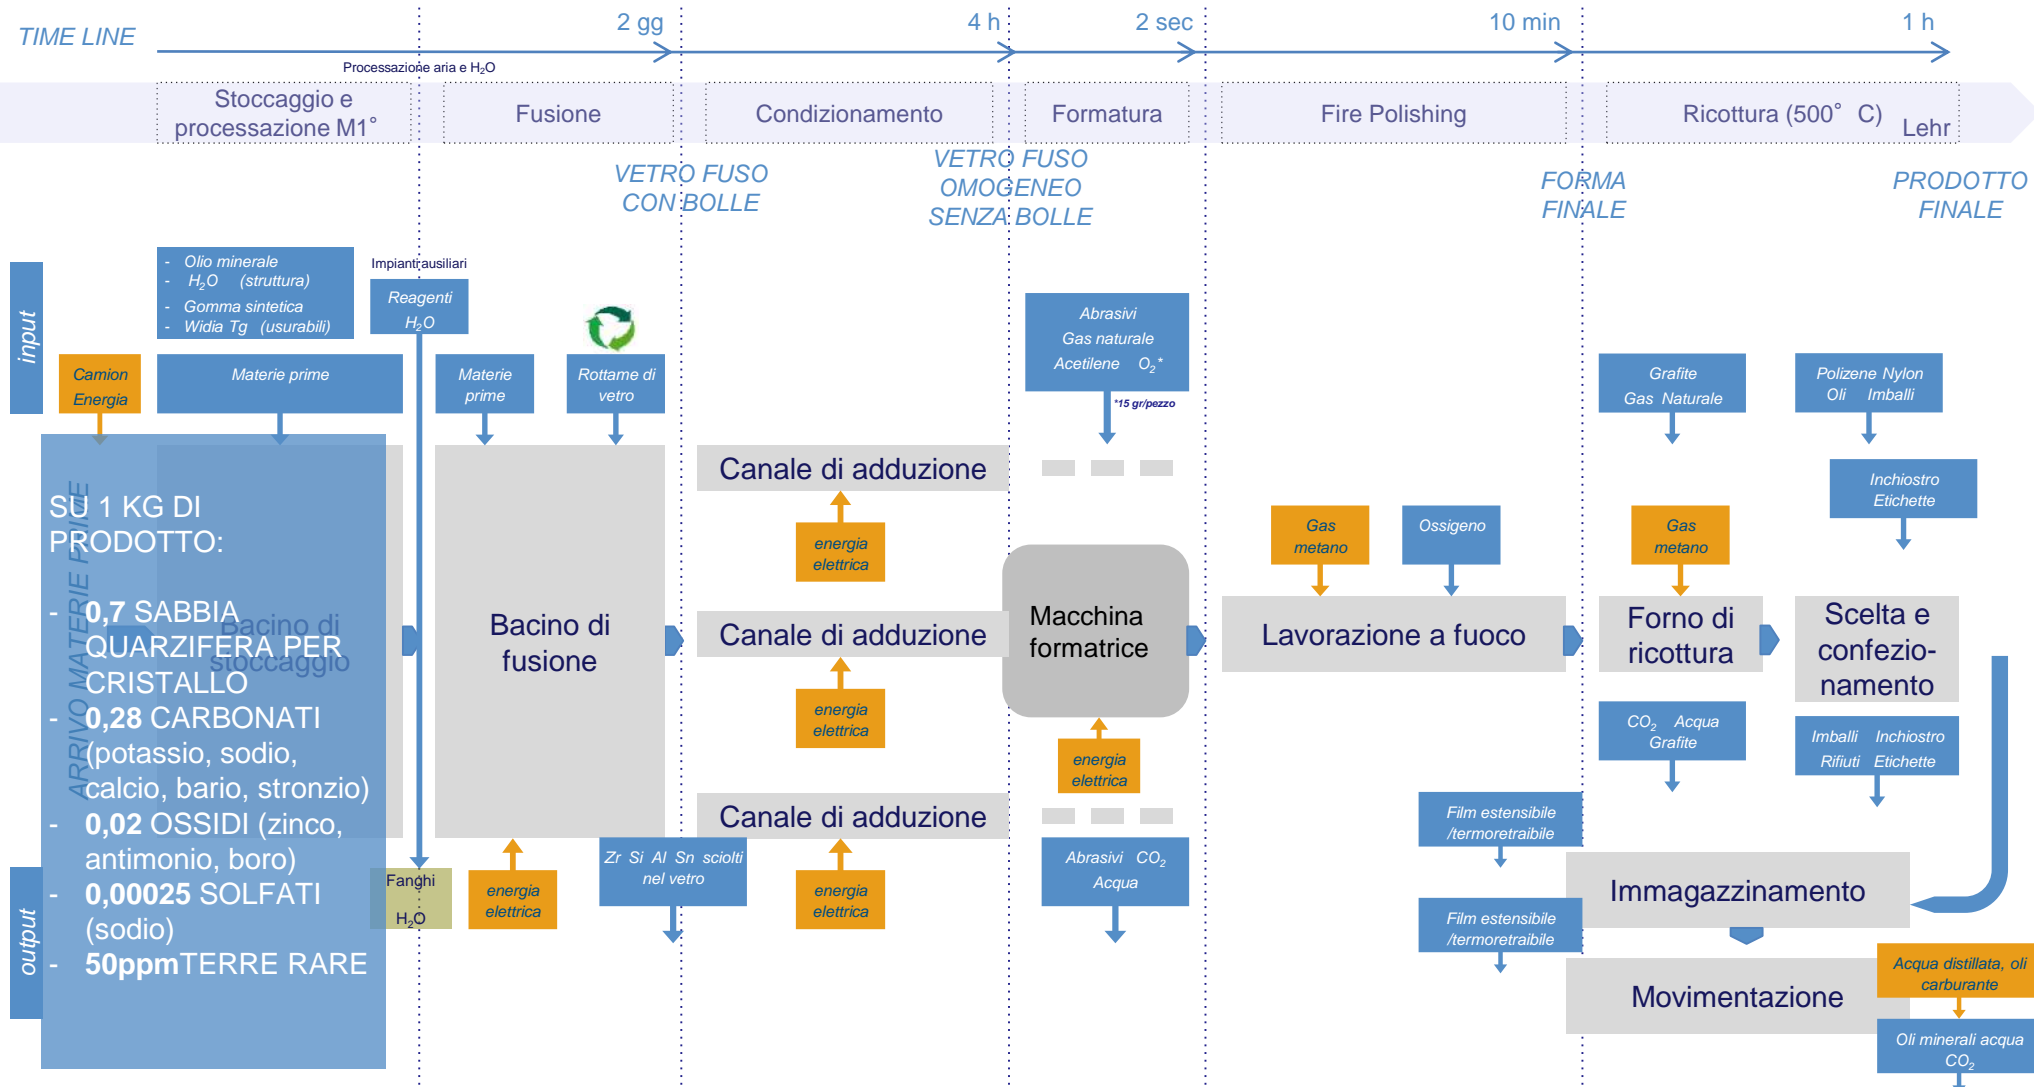 TIME LINE
2 gg
4 h
2 sec
10 min
1 h
Processazione aria e H₂O
Stoccaggio e
processazione M1°
Fusione
Condizionamento
Formatura
Fire Polishing
Ricottura (500° C)
Lehr
VETRO FUSO
CON BOLLE
VETRO FUSO
OMOGENEO
SENZA BOLLE
FORMA
FINALE
PRODOTTO
FINALE
input
- Olio minerale
- H₂O (struttura)
- Gomma sintetica
- Widia Tg (usurabili)
Impianti ausiliari
Reagenti
H₂O
Camion
Energia
Materie prime
Materie
prime
Rottame di
vetro
Abrasivi
Gas naturale
Acetilene O₂*
*15 gr/pezzo
Grafite
Gas Naturale
Polizene Nylon
Oli Imballi
Inchiostro
Etichette
ARRIVO MATERIE PRIME
SU 1 KG DI
PRODOTTO:
- 0,7 SABBIA
QUARZIFERA PER
CRISTALLO
- 0,28 CARBONATI
(potassio, sodio,
calcio, bario, stronzio)
- 0,02 OSSIDI (zinco,
antimonio, boro)
- 0,00025 SOLFATI
(sodio)
- 50ppmTERRE RARE
Bacino di
stoccaggio
Bacino di
fusione
Canale di adduzione
energia
elettrica
Canale di adduzione
energia
elettrica
Canale di adduzione
energia
elettrica
Macchina
formatrice
energia
elettrica
Gas
metano
Ossigeno
Lavorazione a fuoco
Gas
metano
Forno di
ricottura
Scelta e
confezio-
namento
CO₂ Acqua
Grafite
Imballi Inchiostro
Rifiuti Etichette
output
Fanghi
H₂O
energia
elettrica
Zr Si Al Sn sciolti
nel vetro
Abrasivi CO₂
Acqua
Film estensibile
/termoretraibile
Immagazzinamento
Film estensibile
/termoretraibile
Movimentazione
Acqua distillata, oli
carburante
Oli minerali acqua
CO₂